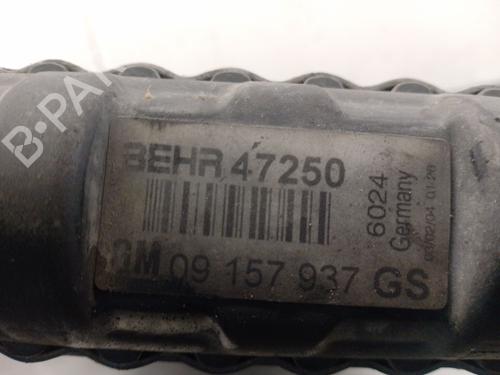 B-PA
BEHR 47250
6024
Germany
GM 09 157 937 GS